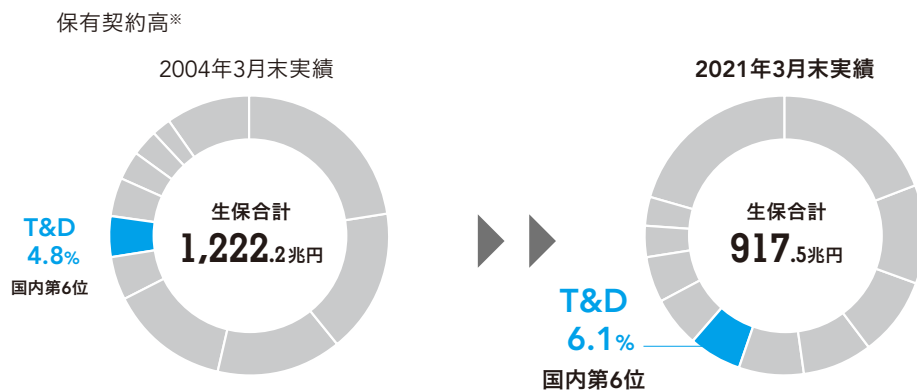 保有契約高※
2004年3月末実績
生保合計
1,222.2兆円
T&D
4.8%
国内第6位
2021年3月末実績
生保合計
917.5兆円
T&D
6.1%
国内第6位